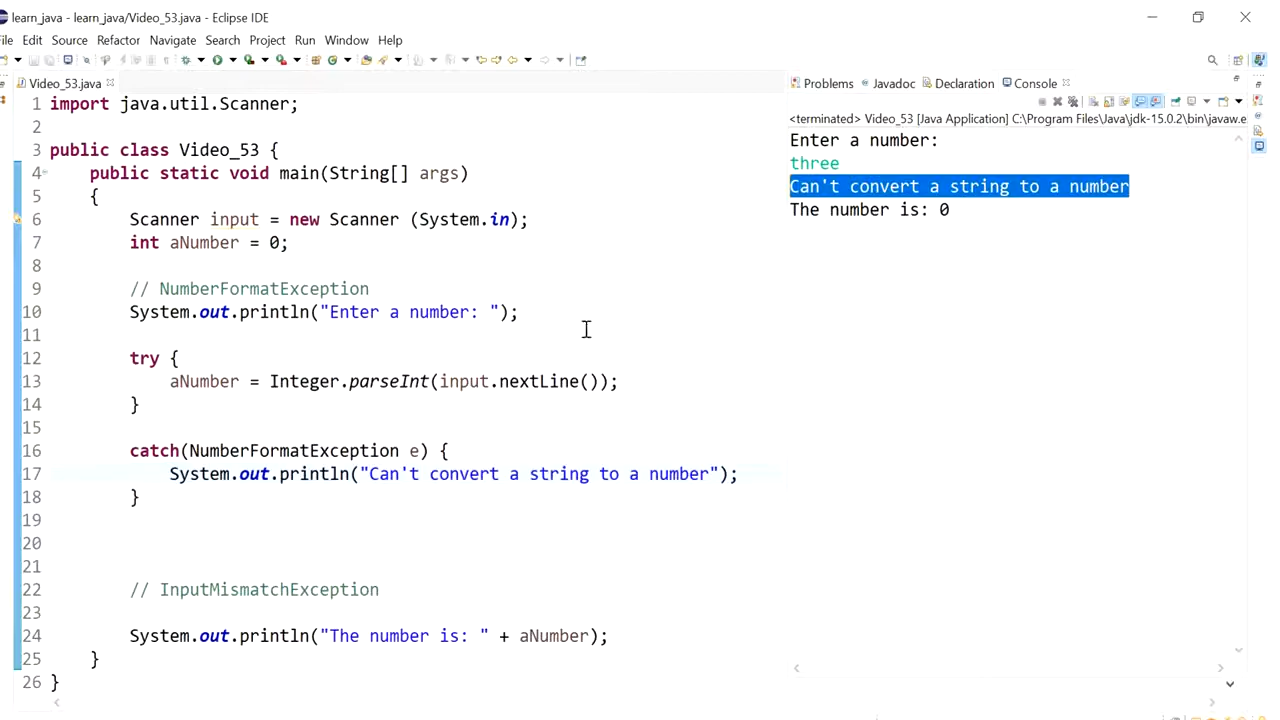 learn_java - learn_java/Video_53.java - Eclipse IDE
File Edit Source Refactor Navigate Search Project Run Window Help
Video_53.java
1 import java.util.Scanner;
2
3 public class Video_53 {
4 public static void main(String[] args)
5 {
6 Scanner input = new Scanner (System.in);
7 int aNumber = 0;
8
9 // NumberFormatException
10 System.out.println("Enter a number: ");
11
12 try {
13 aNumber = Integer.parseInt(input.nextLine());
14 }
15
16 catch(NumberFormatException e) {
17 System.out.println("Can't convert a string to a number");
18 }
19
20
21
22 // InputMismatchException
23
24 System.out.println("The number is: " + aNumber);
25 }
26 }
Problems Javadoc Declaration Console
<terminated> Video_53 [Java Application] C:\Program Files\Java\jdk-15.0.2\bin\javaw.e
Enter a number:
three
Can't convert a string to a number
The number is: 0